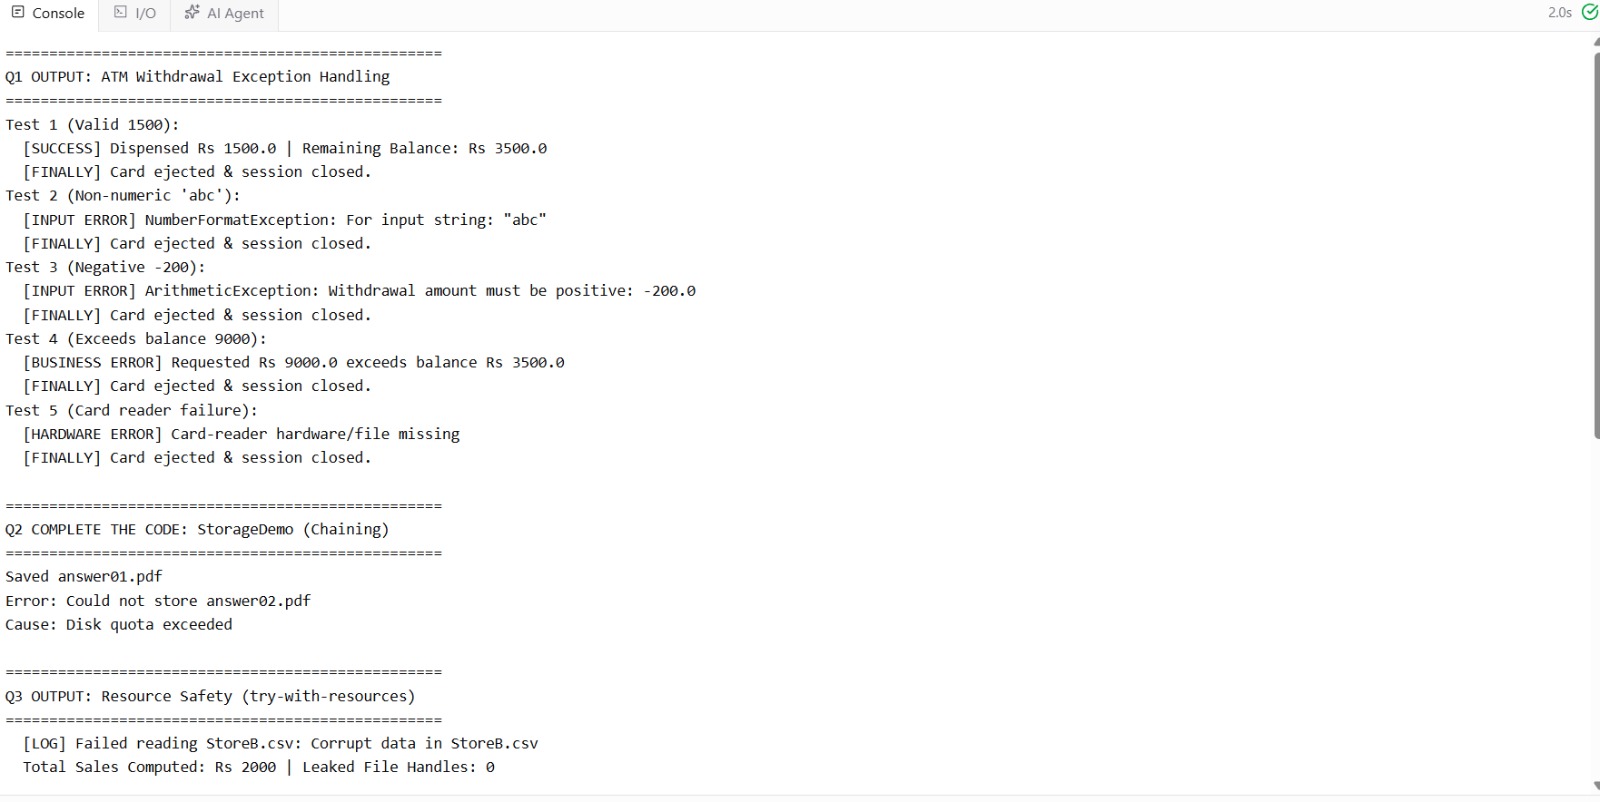 Console I/O AI Agent 2.0s
==================================================
Q1 OUTPUT: ATM Withdrawal Exception Handling
==================================================
Test 1 (Valid 1500):
  [SUCCESS] Dispensed Rs 1500.0 | Remaining Balance: Rs 3500.0
  [FINALLY] Card ejected & session closed.
Test 2 (Non-numeric 'abc'):
  [INPUT ERROR] NumberFormatException: For input string: "abc"
  [FINALLY] Card ejected & session closed.
Test 3 (Negative -200):
  [INPUT ERROR] ArithmeticException: Withdrawal amount must be positive: -200.0
  [FINALLY] Card ejected & session closed.
Test 4 (Exceeds balance 9000):
  [BUSINESS ERROR] Requested Rs 9000.0 exceeds balance Rs 3500.0
  [FINALLY] Card ejected & session closed.
Test 5 (Card reader failure):
  [HARDWARE ERROR] Card-reader hardware/file missing
  [FINALLY] Card ejected & session closed.

==================================================
Q2 COMPLETE THE CODE: StorageDemo (Chaining)
==================================================
Saved answer01.pdf
Error: Could not store answer02.pdf
Cause: Disk quota exceeded

==================================================
Q3 OUTPUT: Resource Safety (try-with-resources)
==================================================
  [LOG] Failed reading StoreB.csv: Corrupt data in StoreB.csv
  Total Sales Computed: Rs 2000 | Leaked File Handles: 0